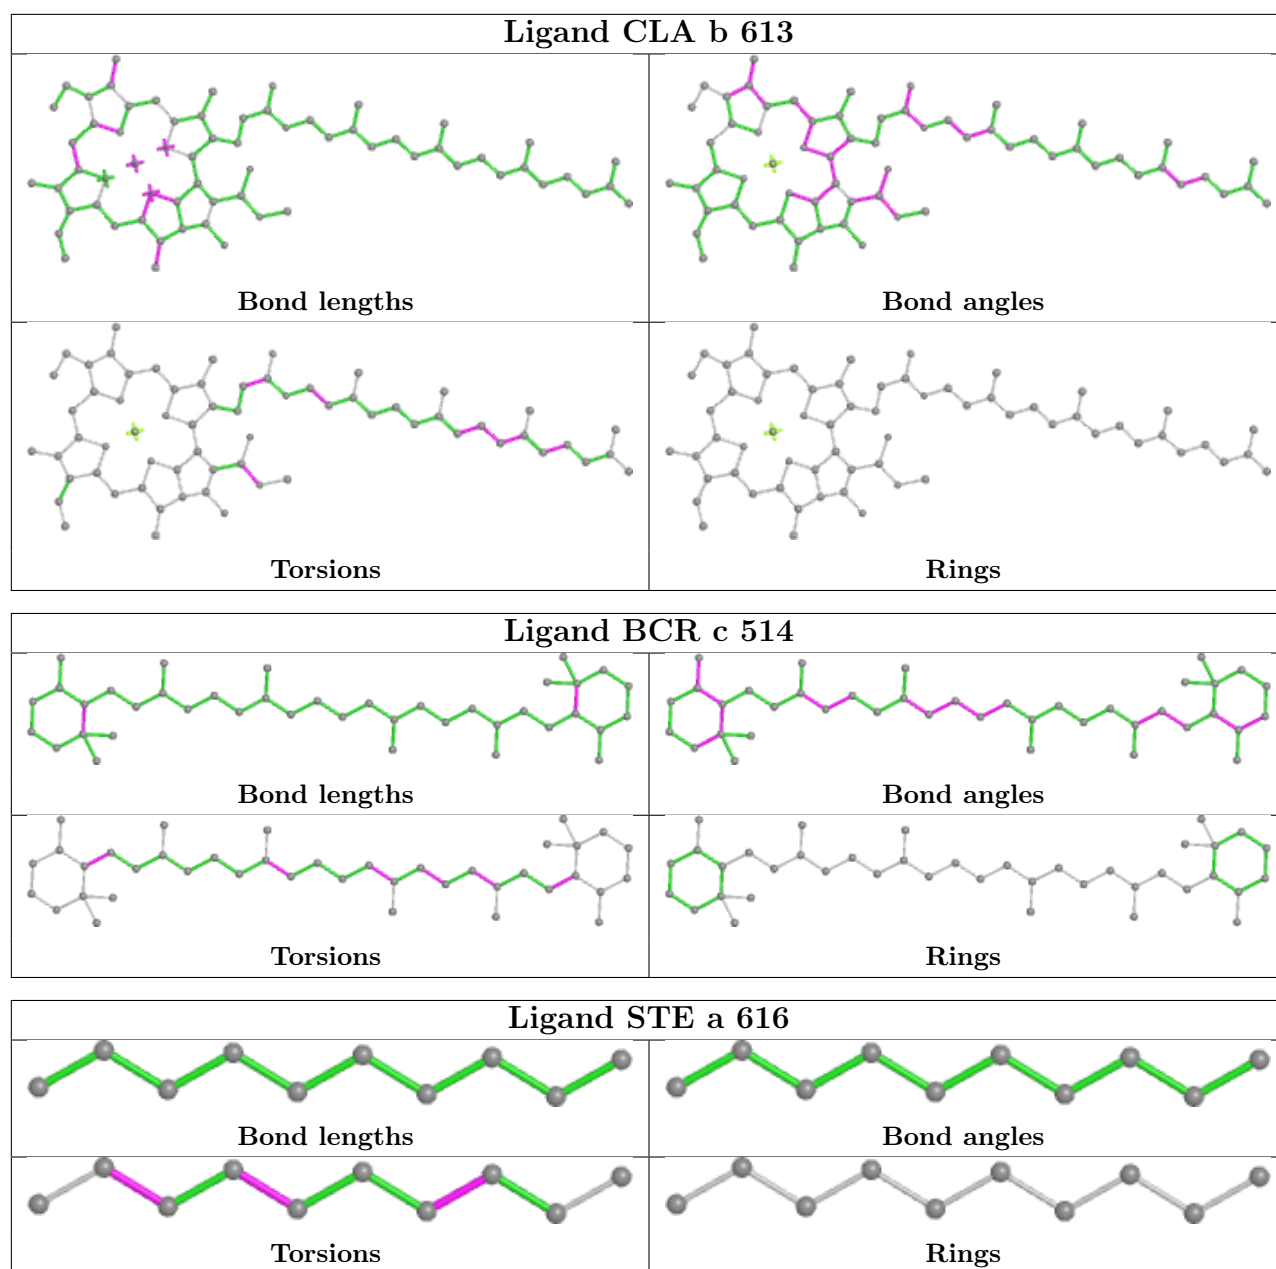 Ligand CLA b 613
Bond lengths
Bond angles
Torsions
Rings
Ligand BCR c 514
Bond lengths
Bond angles
Torsions
Rings
Ligand STE a 616
Bond lengths
Bond angles
Torsions
Rings